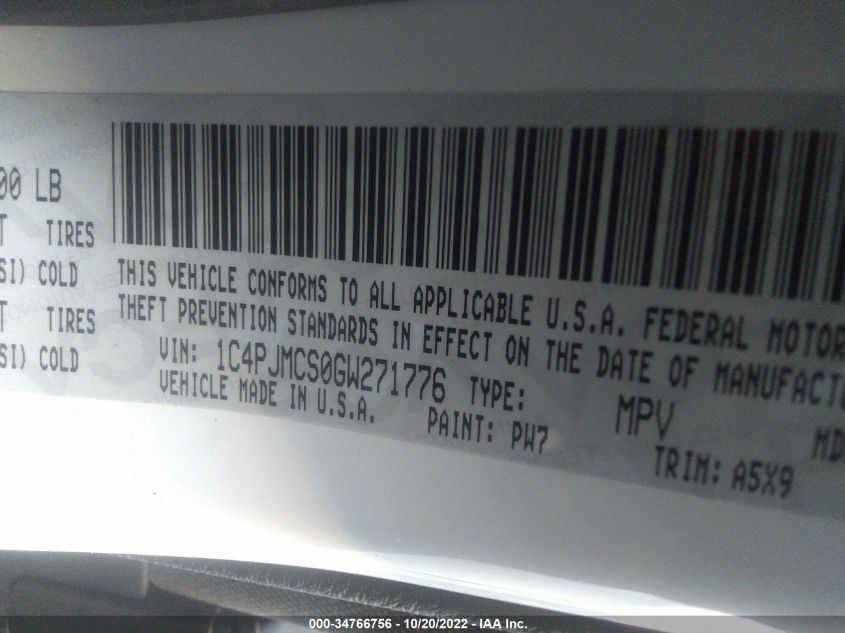 00 LB
T TIRES
SI) COLD
T TIRES
SI) COLD
THIS VEHICLE CONFORMS TO ALL APPLICABLE U.S.A. FEDERAL MOTOR
THEFT PREVENTION STANDARDS IN EFFECT ON THE DATE OF MANUFACTU
VIN: 1C4PJMCS0GW271776 TYPE: MPV MD
VEHICLE MADE IN U.S.A. PAINT: PW7 TRIM: A5X9
000-34766756 - 10/20/2022 - IAA Inc.